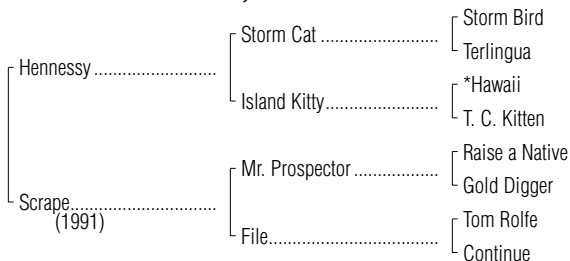 Storm Bird
Storm Cat ..........................
Terlingua
Hennessy ...........................
*Hawaii
Island Kitty.........................
T. C. Kitten
Raise a Native
Mr. Prospector ...................
Gold Digger
Scrape................................
(1991)
Tom Rolfe
File......................................
Continue